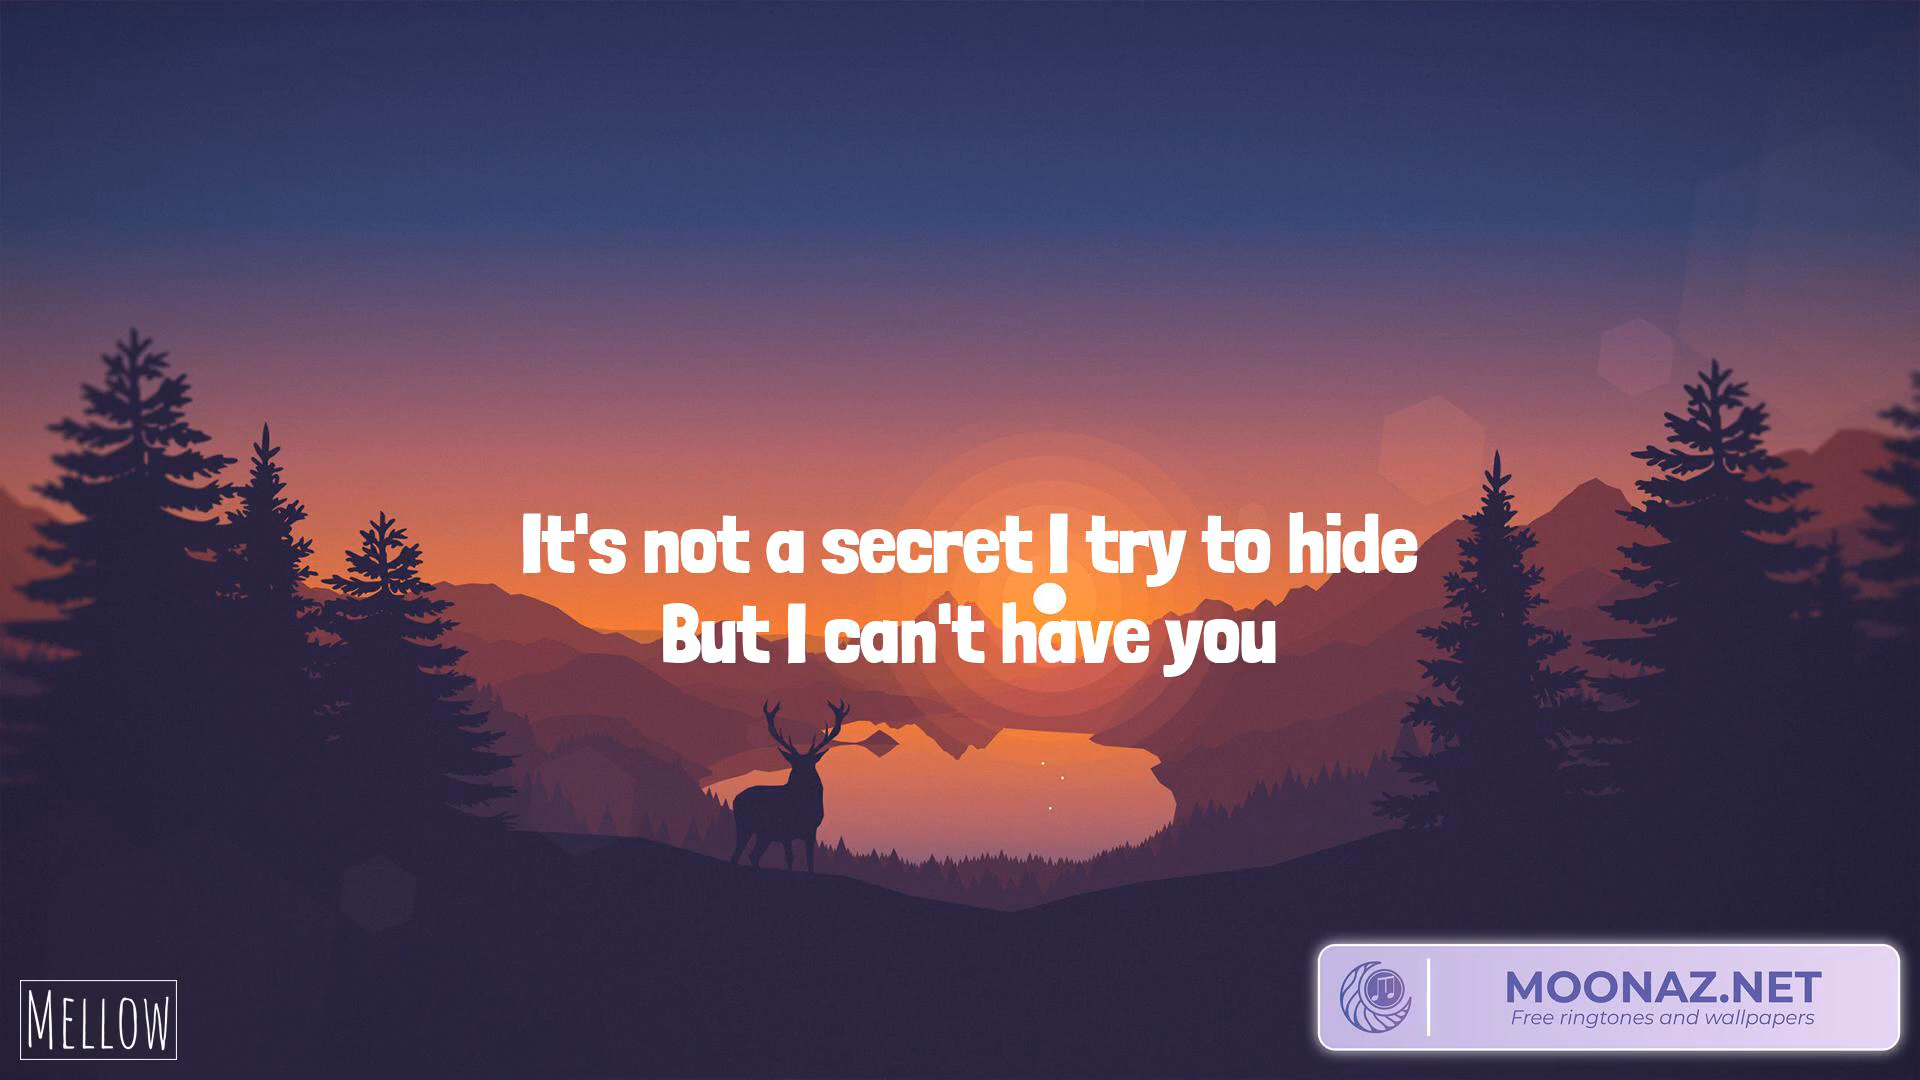 It's not a secret I try to hide
But I can't have you
MELLOW
MOONAZ.NET
Free ringtones and wallpapers